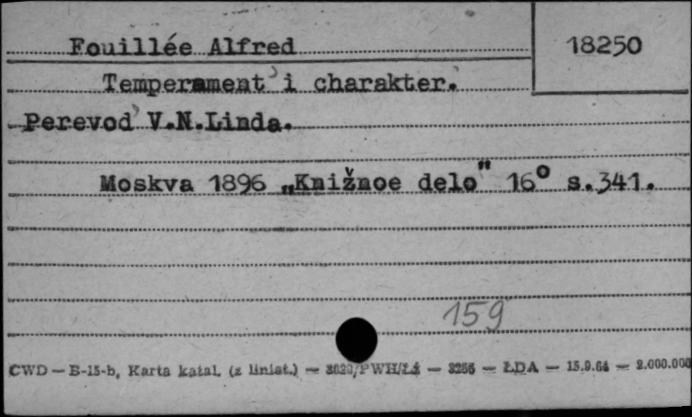 Fouillée Alfred
18250
Temperament' i charakter.'
Perevod' V.N.Linda.
Moskva 1896 „Knižnoe delo" 16° s.341.
159
CWD — B-15-b, Karta katal. (z liniat.) — 3620/PWH/Łż — 3256 — ŁDA — 15.9.64 — 2.000.000